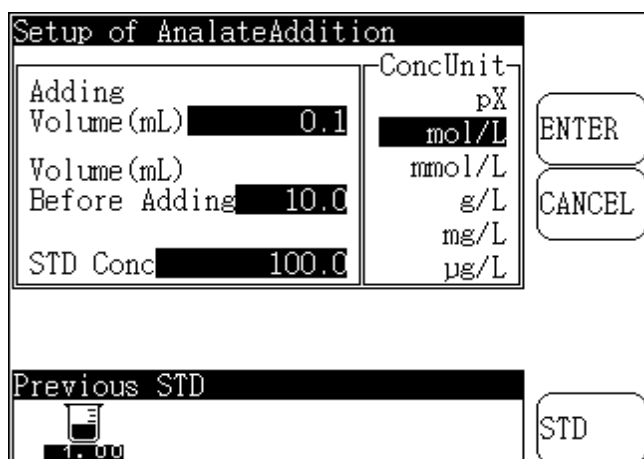 Setup of AnalateAddition
Adding
Volume(mL) 0.1
Volume(mL)
Before Adding 10.0
STD Conc 100.0
ConcUnit
pX
mol/L
mmol/L
g/L
mg/L
µg/L
ENTER
CANCEL
Previous STD
1.00
STD